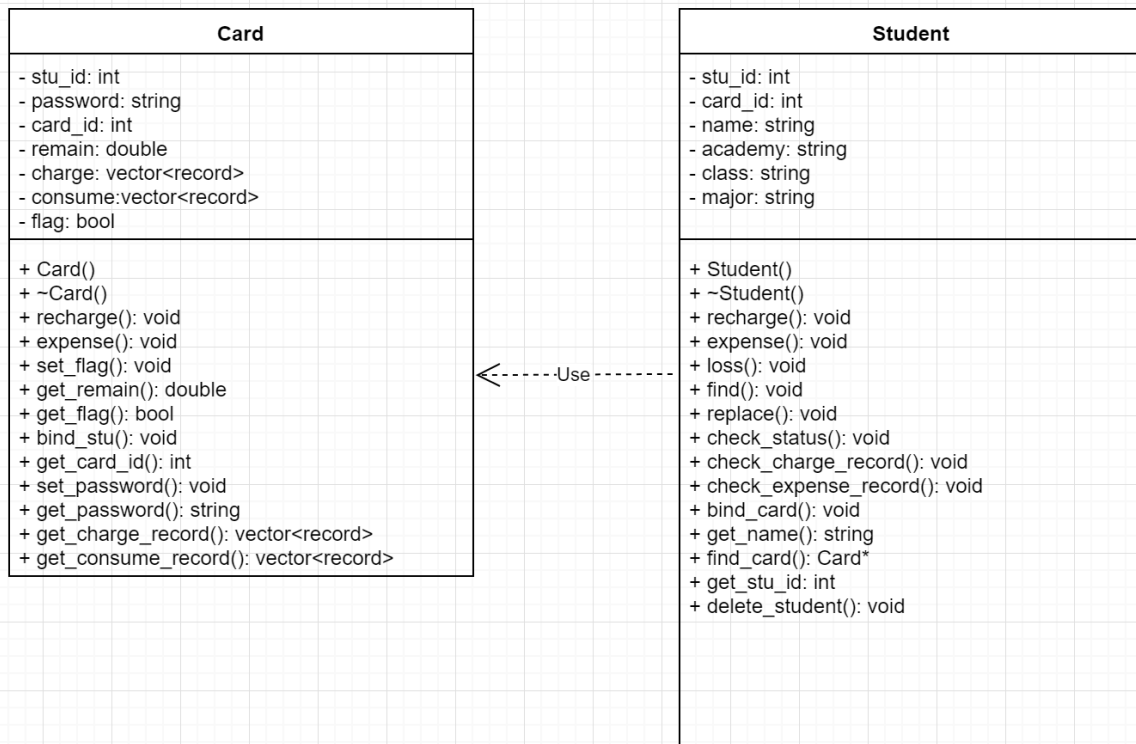 Card
- stu_id: int
- password: string
- card_id: int
- remain: double
- charge: vector<record>
- consume:vector<record>
- flag: bool
+ Card()
+ ~Card()
+ recharge(): void
+ expense(): void
+ set_flag(): void
+ get_remain(): double
+ get_flag(): bool
+ bind_stu(): void
+ get_card_id(): int
+ set_password(): void
+ get_password(): string
+ get_charge_record(): vector<record>
+ get_consume_record(): vector<record>
Use
Student
- stu_id: int
- card_id: int
- name: string
- academy: string
- class: string
- major: string
+ Student()
+ ~Student()
+ recharge(): void
+ expense(): void
+ loss(): void
+ find(): void
+ replace(): void
+ check_status(): void
+ check_charge_record(): void
+ check_expense_record(): void
+ bind_card(): void
+ get_name(): string
+ find_card(): Card*
+ get_stu_id: int
+ delete_student(): void